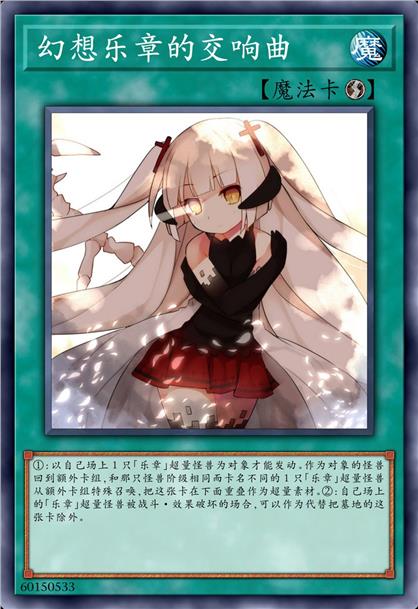 幻想乐章的交响曲
魔
【魔法卡】
①:以自己场上1只「乐章」超量怪兽为对象才能发动。作为对象的怪兽
回到额外卡组,和那只怪兽阶级相同而卡名不同的1只「乐章」超量怪兽
从额外卡组特殊召唤,把这张卡在下面重叠作为超量素材。②:自己场上
的「乐章」超量怪兽被战斗·效果破坏的场合,可以作为代替把墓地的这
张卡除外。
60150533